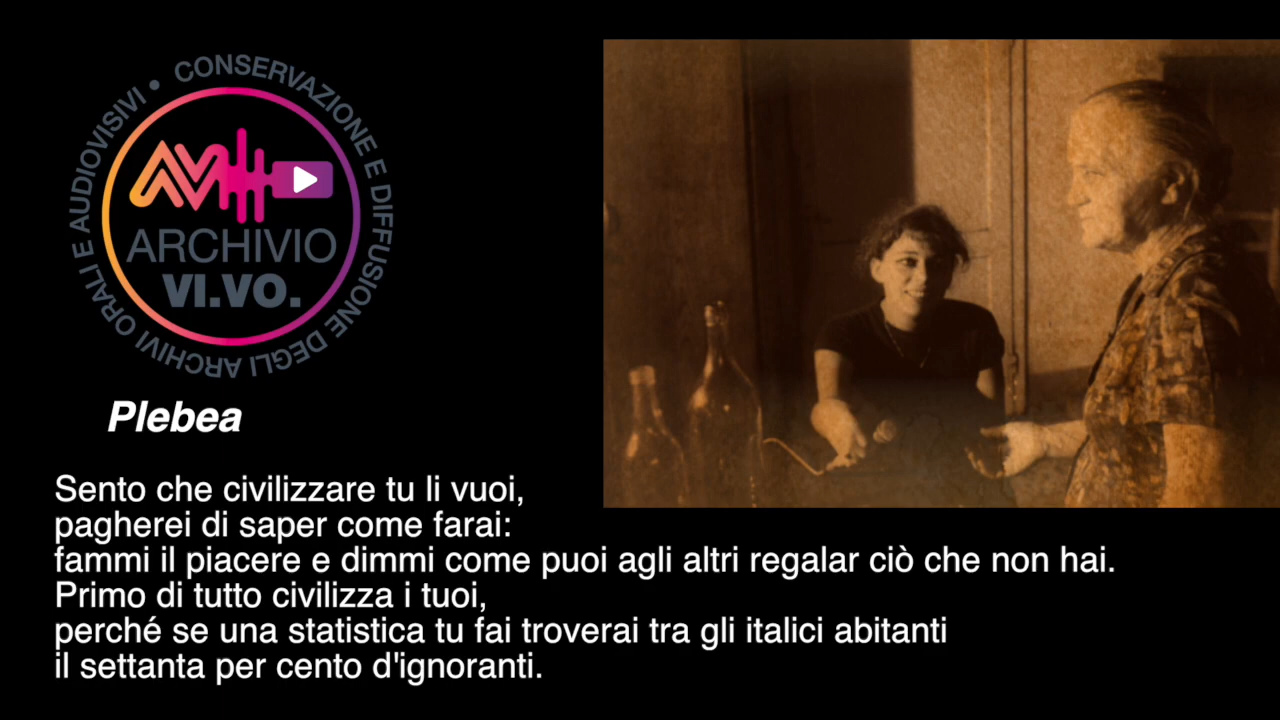 CONSERVAZIONE E DIFFUSIONE DEGLI ARCHIVI ORALI E AUDIOVISIVI •
ARCHIVIO
VI.VO.
Plebea
Sento che civilizzare tu li vuoi,
pagherei di saper come farai:
fammi il piacere e dimmi come puoi agli altri regalar ciò che non hai.
Primo di tutto civilizza i tuoi,
perché se una statistica tu fai troverai tra gli italici abitanti
il settanta per cento d'ignoranti.